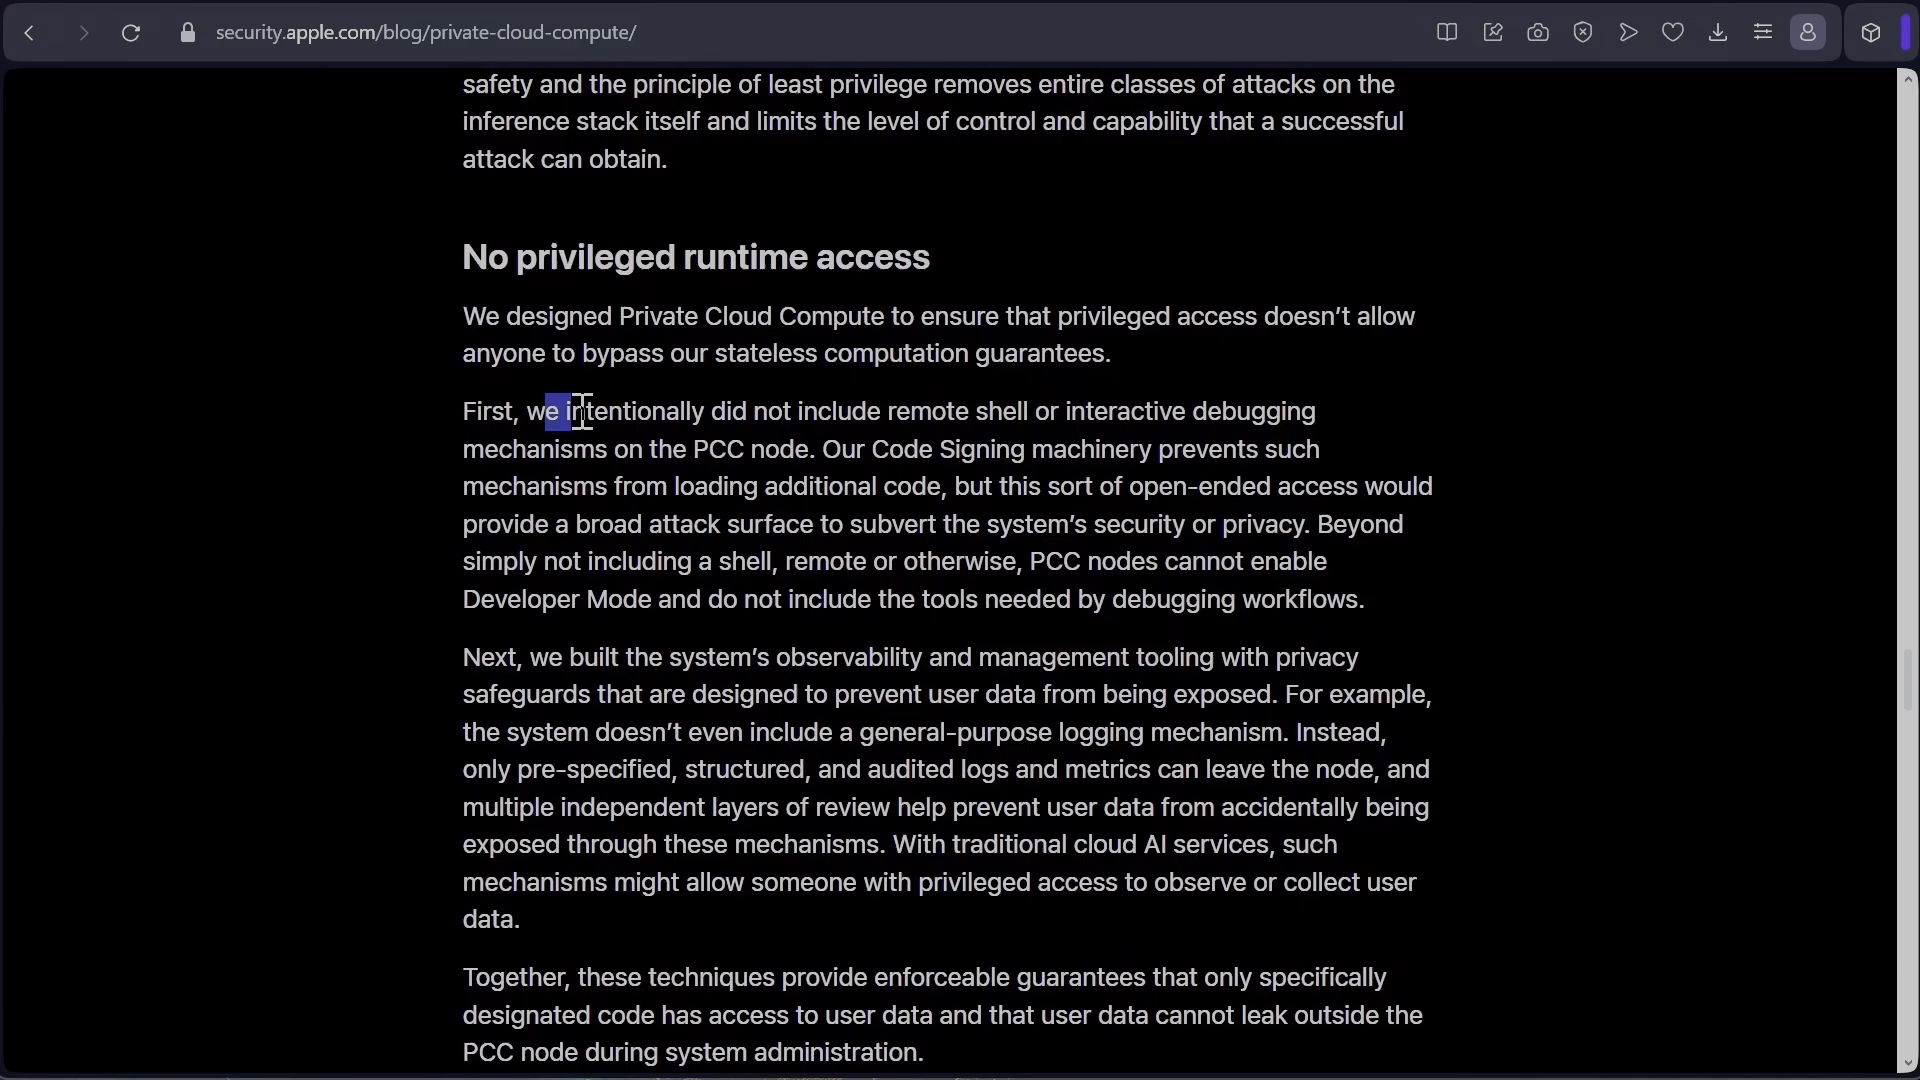 security.apple.com/blog/private-cloud-compute/
safety and the principle of least privilege removes entire classes of attacks on the
inference stack itself and limits the level of control and capability that a successful
attack can obtain.
No privileged runtime access
We designed Private Cloud Compute to ensure that privileged access doesn’t allow
anyone to bypass our stateless computation guarantees.
First, we intentionally did not include remote shell or interactive debugging
mechanisms on the PCC node. Our Code Signing machinery prevents such
mechanisms from loading additional code, but this sort of open-ended access would
provide a broad attack surface to subvert the system’s security or privacy. Beyond
simply not including a shell, remote or otherwise, PCC nodes cannot enable
Developer Mode and do not include the tools needed by debugging workflows.
Next, we built the system’s observability and management tooling with privacy
safeguards that are designed to prevent user data from being exposed. For example,
the system doesn’t even include a general-purpose logging mechanism. Instead,
only pre-specified, structured, and audited logs and metrics can leave the node, and
multiple independent layers of review help prevent user data from accidentally being
exposed through these mechanisms. With traditional cloud AI services, such
mechanisms might allow someone with privileged access to observe or collect user
data.
Together, these techniques provide enforceable guarantees that only specifically
designated code has access to user data and that user data cannot leak outside the
PCC node during system administration.